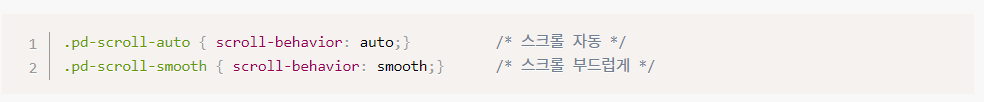 1 .pd-scroll-auto { scroll-behavior: auto;} /* 스크롤 자동 */
2 .pd-scroll-smooth { scroll-behavior: smooth;} /* 스크롤 부드럽게 */